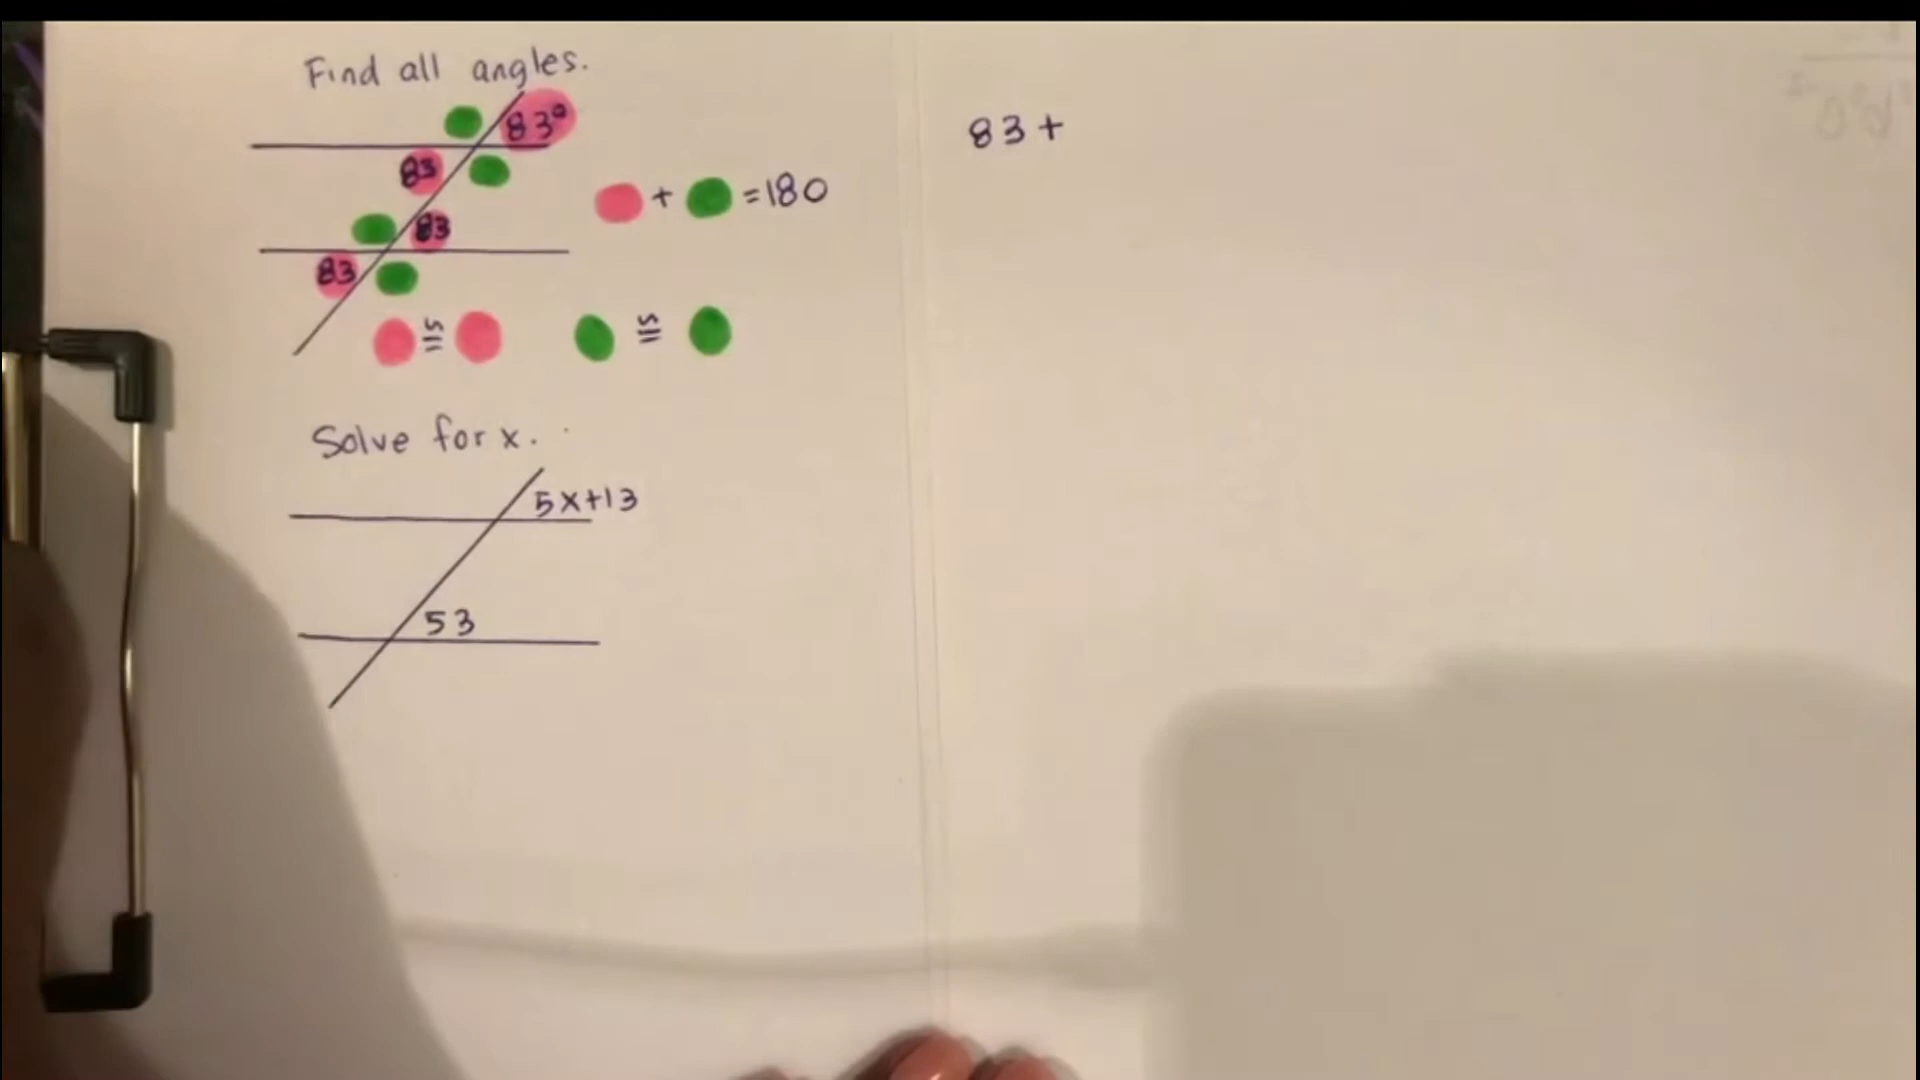 Find all angles.
83°
83
83
83
+ =180
≅ ≅
Solve for x.
5x+13
53
83+